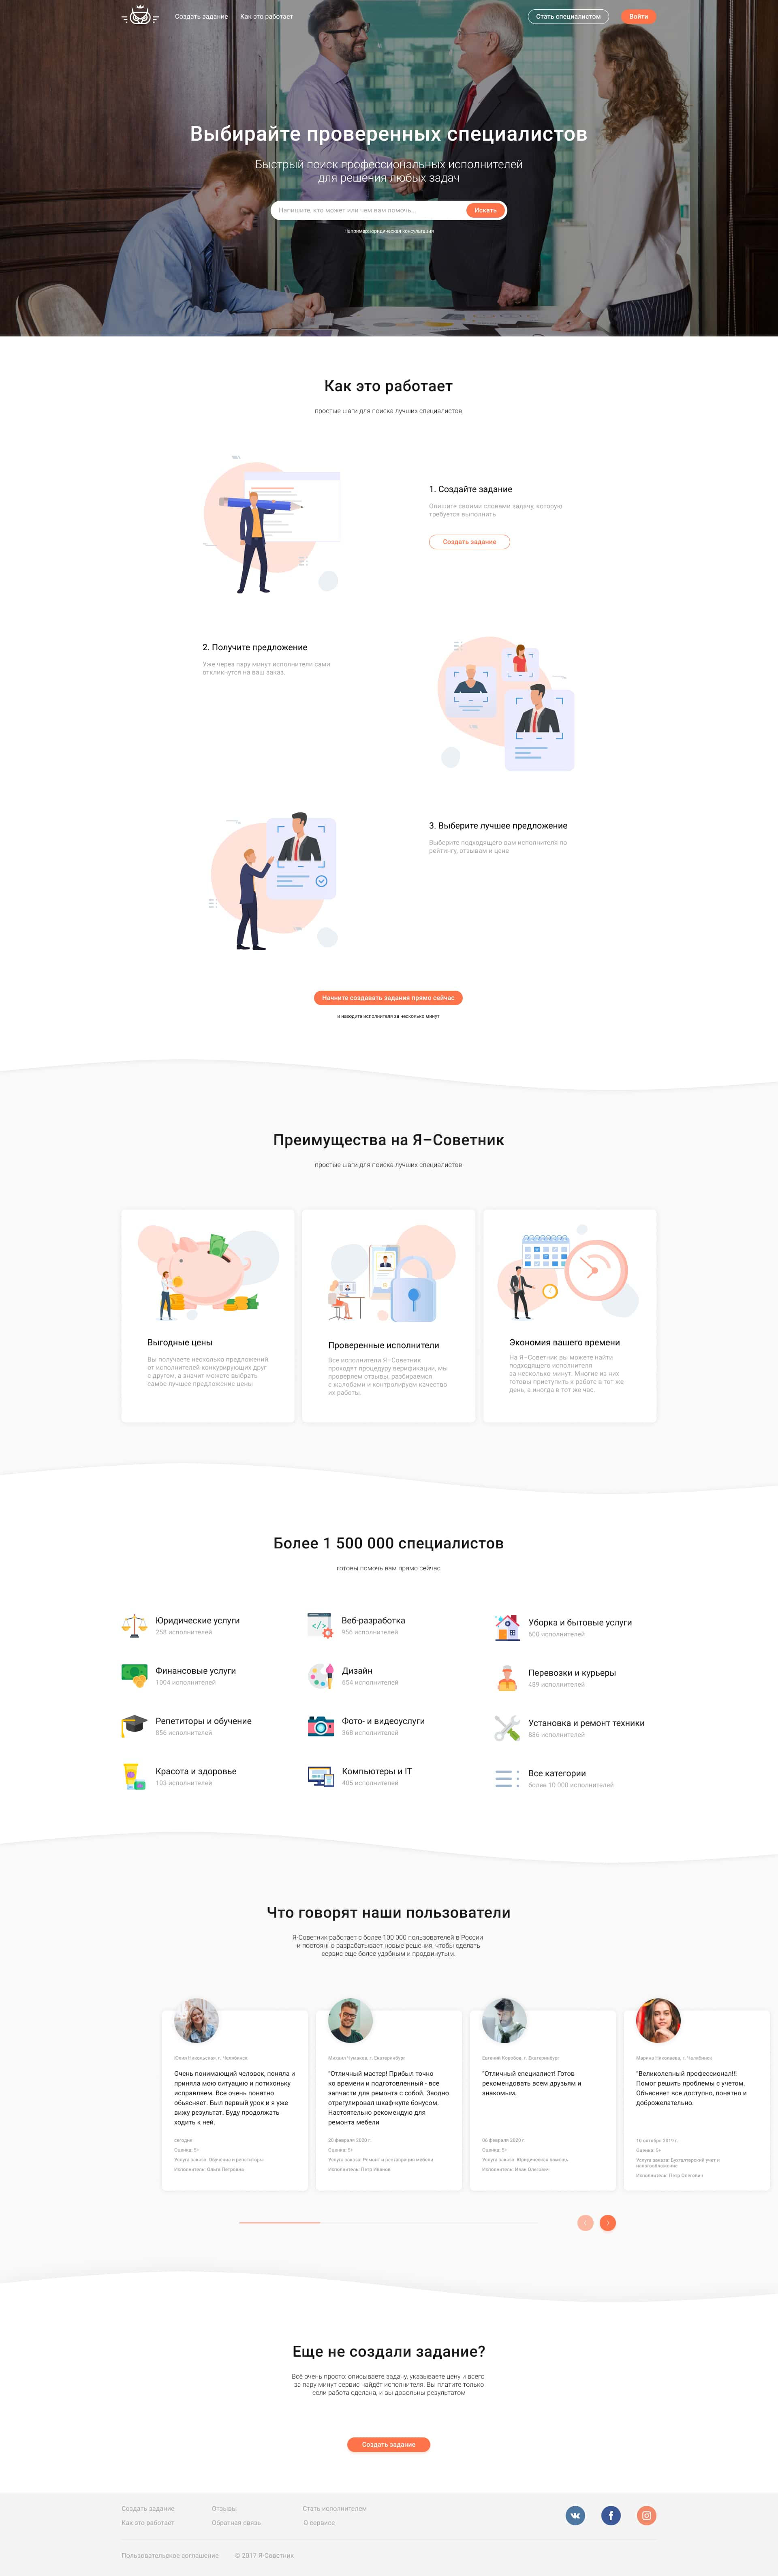 Создать задание
Как это работает
Стать специалистом
Войти
Выбирайте проверенных специалистов
Быстрый поиск профессиональных исполнителей
для решения любых задач
Напишите, кто может или чем вам помочь...
Искать
Например: юридическая консультация
Как это работает
простые шаги для поиска лучших специалистов
1. Создайте задание
Опишите своими словами задачу, которую
требуется выполнить
Создать задание
2. Получите предложение
Уже через пару минут исполнители сами
откликнутся на ваш заказ
3. Выберите лучшее предложение
Выберете подходящего вам исполнителя по
рейтингу, отзывам и цене
Начните создавать задания прямо сейчас
и находите исполнителя за несколько минут
Преимущества на Я–Советник
простые шаги для поиска лучших специалистов
Выгодные цены
Вы получаете несколько предложений
от исполнителей конкурирующих друг
с другом, а значит можете выбрать
самое лучшее предложение цены
Проверенные исполнители
Все исполнители Я–Советник
проходят процедуру верификации, мы
проверяем отзывы, разбираемся
с жалобами и контролируем качество
их работы.
Экономия вашего времени
На Я–Советник вы можете найти
подходящего исполнителя
за несколько минут. Многие из них
готовы приступить к работе в тот же
день, а иногда в тот же час.
Более 1 500 000 специалистов
готовы помочь вам прямо сейчас
Юридические услуги
258 исполнителей
Веб-разработка
956 исполнителей
Уборка и бытовые услуги
600 исполнителей
Финансовые услуги
1004 исполнителей
Дизайн
654 исполнителей
Перевозки и курьеры
489 исполнителей
Репетиторы и обучение
856 исполнителей
Фото- и видеоуслуги
368 исполнителей
Установка и ремонт техники
886 исполнителей
Красота и здоровье
103 исполнителей
Компьютеры и IT
405 исполнителей
Все категории
более 10 000 исполнителей
Что говорят наши пользователи
Я-Советник работает с более 100 000 пользователей в России
и постоянно разрабатывает новые решения, чтобы сделать
сервис еще более удобным и продвинутым.
Юлия Никольская, г. Челябинск
Очень понимающий человек, поняла и
приняла мою ситуацию и потихоньку
исправляем. Все очень понятно
обьясняет. Был первый урок и я уже
вижу результат. Буду продолжать
ходить к ней.
сегодня
Оценка: 5+
Услуга заказа: Обучение и репетиторы
Исполнитель: Ольга Петровна
Михаил Чумаков, г. Екатеринбург
"Отличный мастер! Прибыл точно
ко времени и подготовленный - все
запчасти для ремонта с собой. Заодно
отрегулировал шкаф-купе бонусом.
Настоятельно рекомендую для
ремонта мебели
25 февраля 2020 г.
Оценка: 5+
Услуга заказа: Ремонт и реставрация мебели
Исполнитель: Петр Иванов
Евгений Коробов, г. Екатеринбург
"Отличный специалист! Готов
рекомендовать всем друзьям и
знакомым.
06 февраля 2020 г.
Оценка: 5+
Услуга заказа: Юридическая помощь
Исполнитель: Иван Олегович
Марина Николаева, г. Челябинск
"Великолепный профессионал!!!
Помог решить проблемы с учетом.
Объясняет все доступно, понятно и
доброжелательно.
10 октября 2019 г.
Оценка: 5+
Услуга заказа: Бухгалтерский учет и
налогообложение
Исполнитель: Петр Олегович
Еще не создали задание?
Всё очень просто: описываете задачу, указываете цену и всего
за пару минут сервис найдёт исполнителя. Вы платите только
если работа сделана, и вы довольны результатом
Создать задание
Создать задание
Отзывы
Стать исполнителем
Как это работает
Обратная связь
О сервисе
Пользовательское соглашение
© 2017 Я-Советник